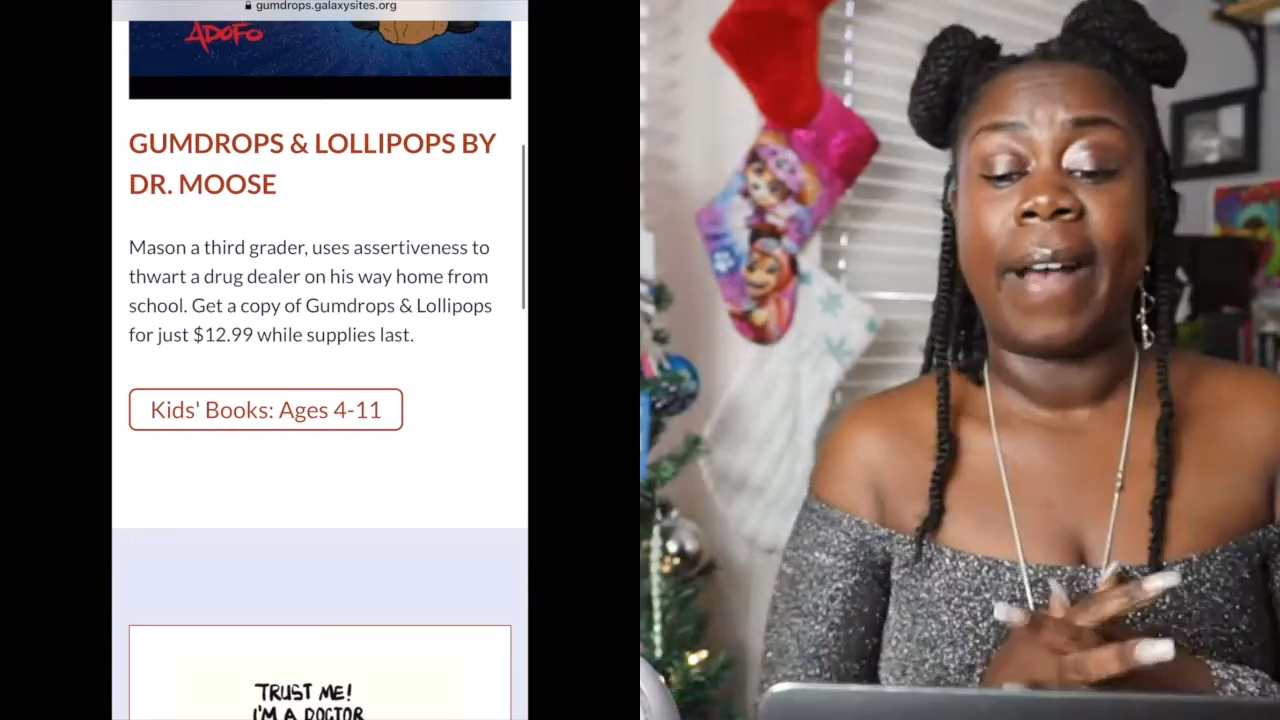 gumdrops.galaxysites.org
ADOFO
GUMDROPS & LOLLIPOPS BY
DR. MOOSE
Mason a third grader, uses assertiveness to
thwart a drug dealer on his way home from
school. Get a copy of Gumdrops & Lollipops
for just $12.99 while supplies last.
Kids' Books: Ages 4-11
TRUST ME!
I'M A DOCTOR